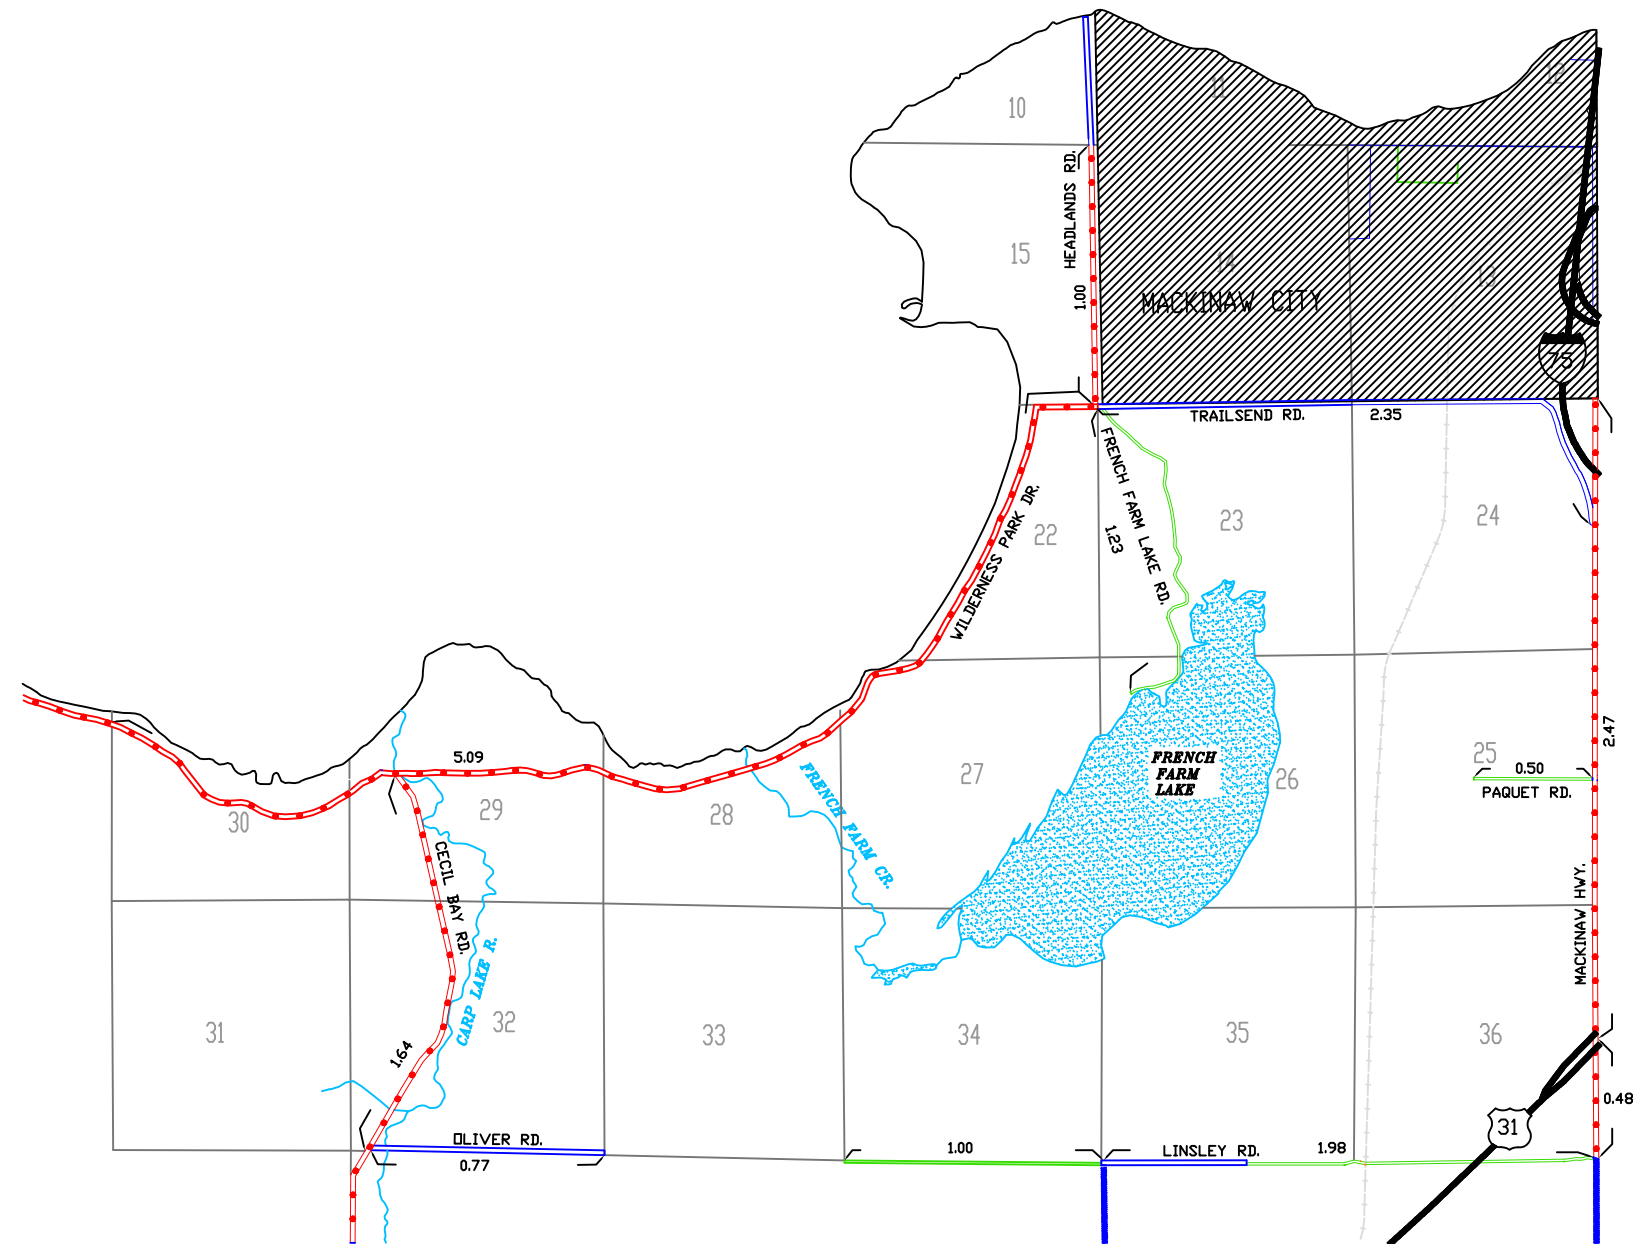 10
11
12
HEADLANDS RD.
15
14
13
1.00
MACKINAW CITY
75
TRAILSEND RD.
2.35
FRENCH FARM LAKE RD.
1.23
WILDERNESS PARK DR.
22
23
24
5.09
FRENCH
FARM
LAKE
25
0.50
PAQUET RD.
2.47
27
26
28
29
30
FRENCH FARM CR.
CECIL BAY RD.
MACKINAW HWY.
CARP LAKE R.
31
32
33
34
35
36
1.64
0.48
31
OLIVER RD.
0.77
1.00
LINSLEY RD.
1.98